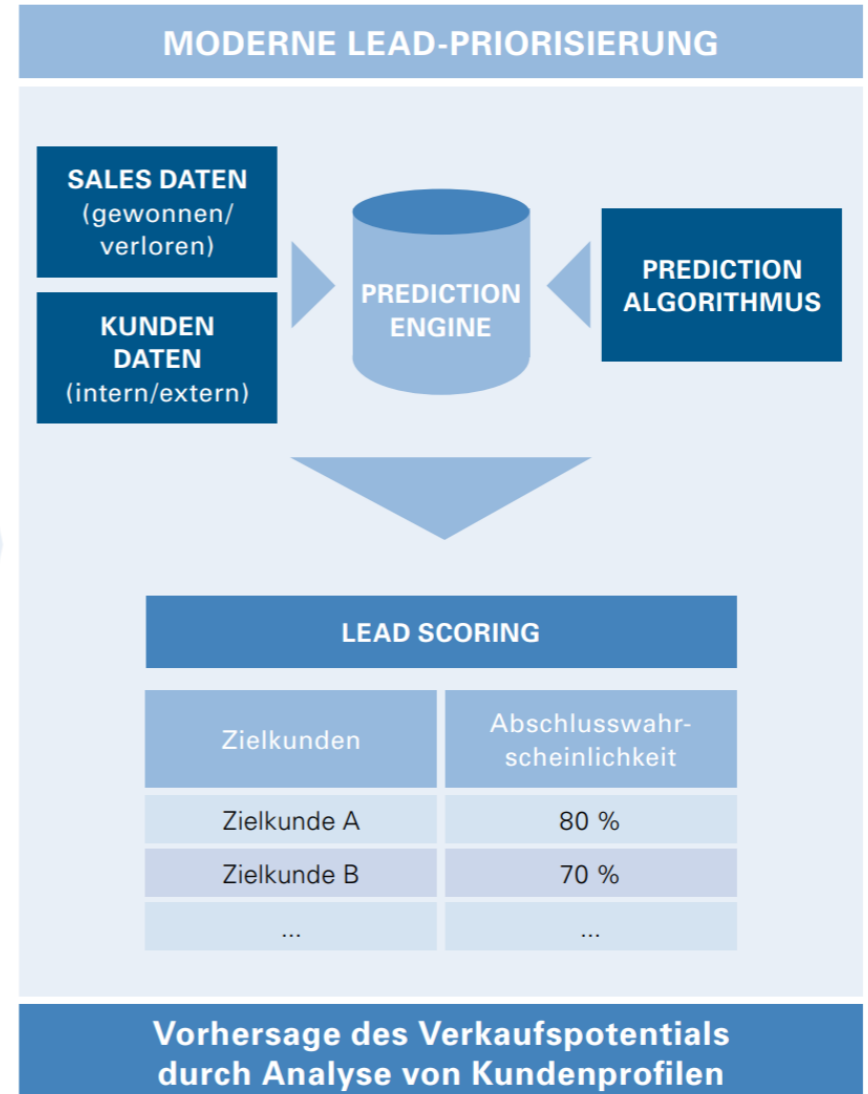 MODERNE LEAD-PRIORISIERUNG
SALES DATEN
(gewonnen/
verloren)
KUNDEN
DATEN
(intern/extern)
PREDICTION
ENGINE
PREDICTION
ALGORITHMUS
LEAD SCORING
Zielkunden
Abschlusswahr-
scheinlichkeit
Zielkunde A
80 %
Zielkunde B
70 %
...
...
Vorhersage des Verkaufspotentials
durch Analyse von Kundenprofilen